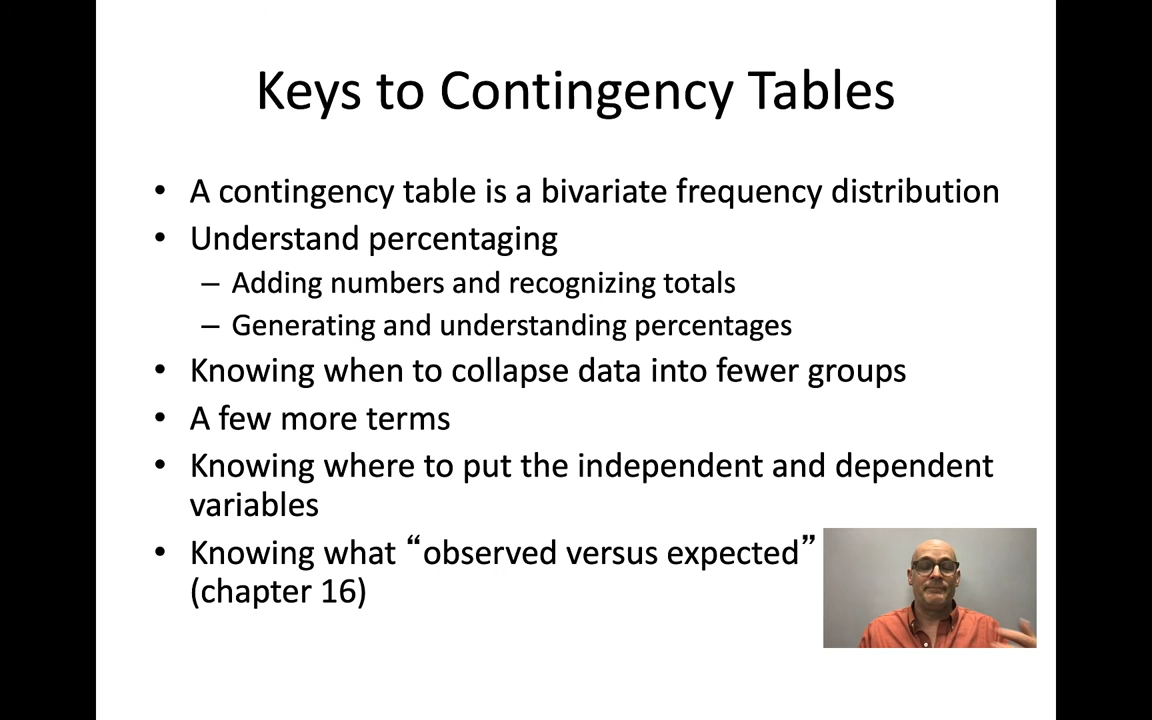 Keys to Contingency Tables
• A contingency table is a bivariate frequency distribution
• Understand percentaging
– Adding numbers and recognizing totals
– Generating and understanding percentages
• Knowing when to collapse data into fewer groups
• A few more terms
• Knowing where to put the independent and dependent
variables
• Knowing what “observed versus expected”
(chapter 16)